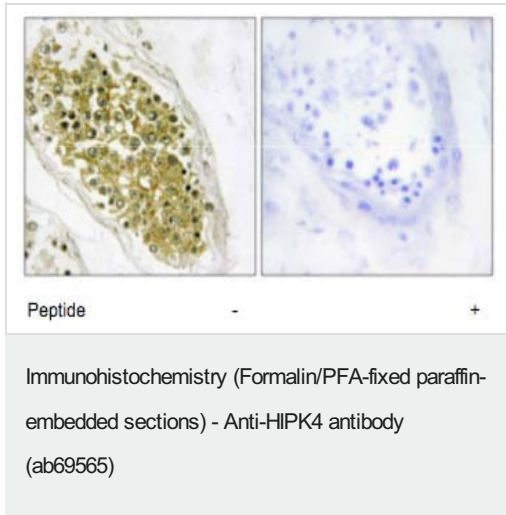 Peptide - +
Immunohistochemistry (Formalin/PFA-fixed paraffin-
embedded sections) - Anti-HIPK4 antibody
(ab69565)